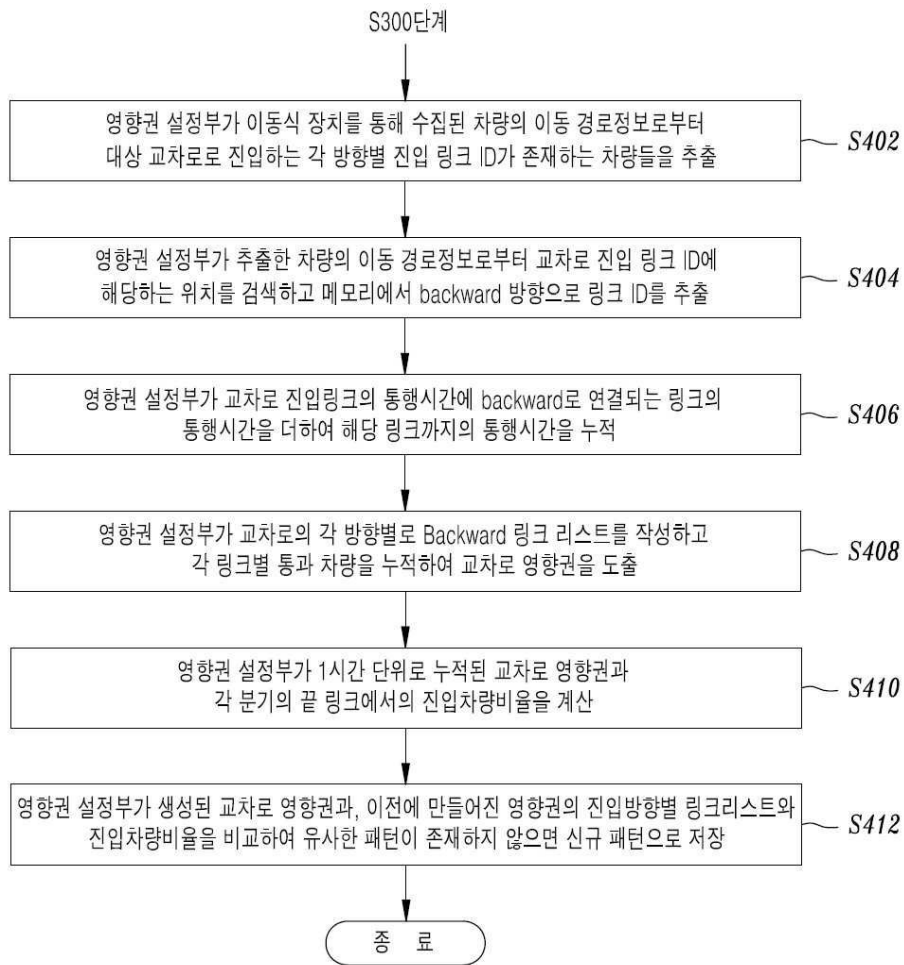 S300단계
영향권 설정부가 이동식 장치를 통해 수집된 차량의 이동 경로정보로부터
대상 교차로로 진입하는 각 방향별 진입 링크 ID가 존재하는 차량들을 추출
S402
영향권 설정부가 추출한 차량의 이동 경로정보로부터 교차로 진입 링크 ID에
해당하는 위치를 검색하고 메모리에서 backward 방향으로 링크 ID를 추출
S404
영향권 설정부가 교차로 진입링크의 통행시간에 backward로 연결되는 링크의
통행시간을 더하여 해당 링크까지의 통행시간을 누적
S406
영향권 설정부가 교차로의 각 방향별로 Backward 링크 리스트를 작성하고
각 링크별 통과 차량을 누적하여 교차로 영향권을 도출
S408
영향권 설정부가 1시간 단위로 누적된 교차로 영향권과
각 분기의 끝 링크에서의 진입차량비율을 계산
S410
영향권 설정부가 생성된 교차로 영향권과, 이전에 만들어진 영향권의 진입방향별 링크리스트와
진입차량비율을 비교하여 유사한 패턴이 존재하지 않으면 신규 패턴으로 저장
S412
종 료